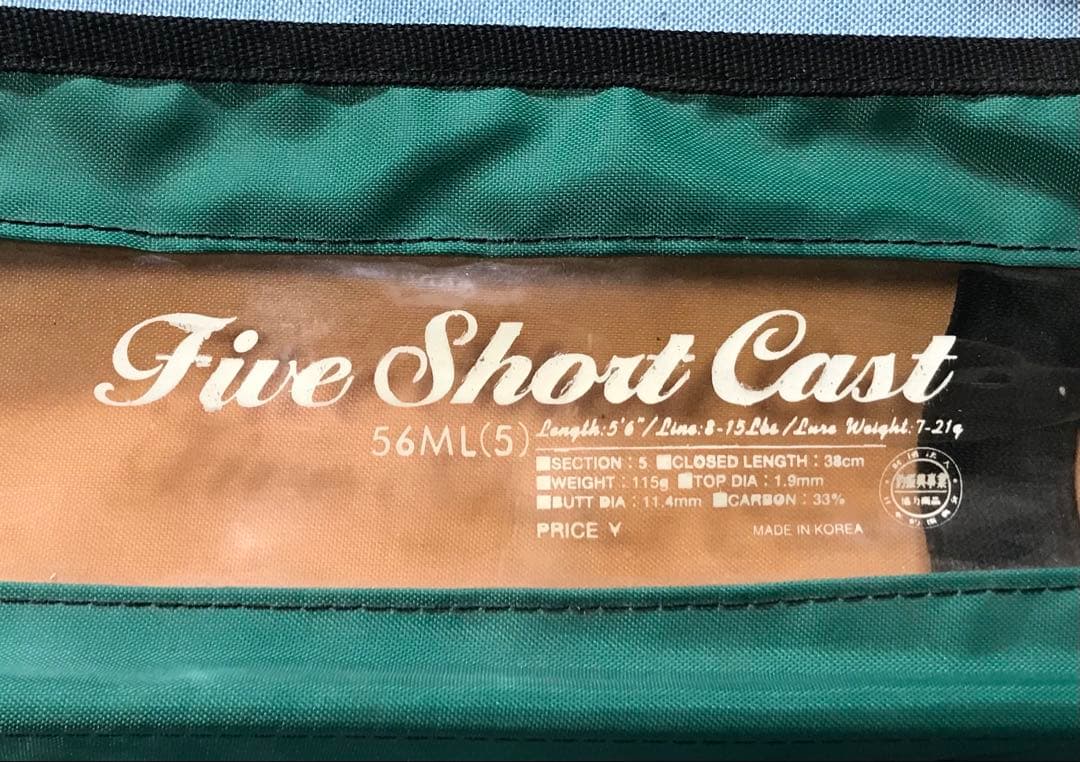 Five Short Cast
56ML(5)
Length:5'6"/Line:8-15Lbs/Lure Weight:7-21g
■SECTION : 5 ■CLOSED LENGTH : 38cm
■WEIGHT : 115g ■TOP DIA : 1.9mm
■BUTT DIA : 11.4mm ■CARBON : 33%
PRICE ¥
MADE IN KOREA